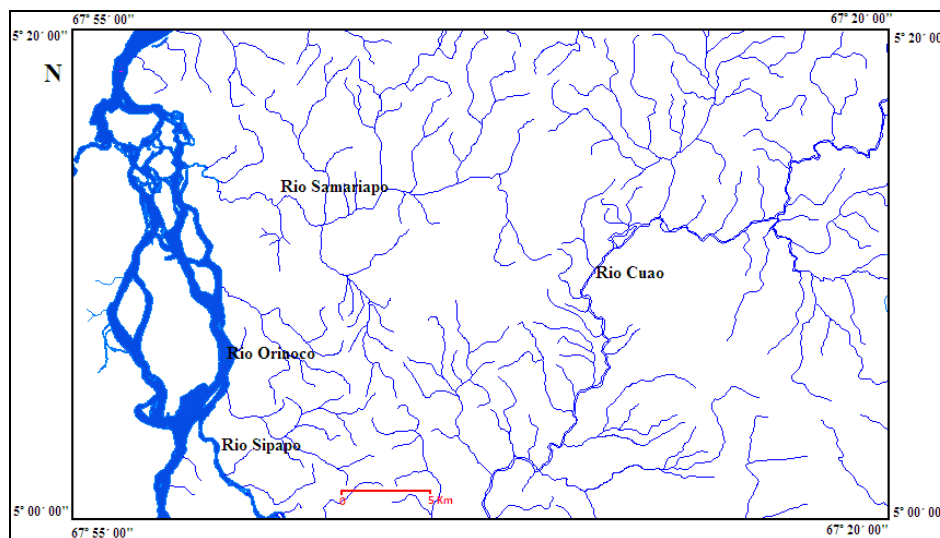 67° 55´ 00"
67° 20´ 00"
5° 20´ 00"
5° 20´ 00"
N
Rio Samariapo
Rio Cuao
Rio Orinoco
Rio Sipapo
0 5 Km
5° 00´ 00"
5° 00´ 00"
67° 55´ 00"
67° 20´ 00"